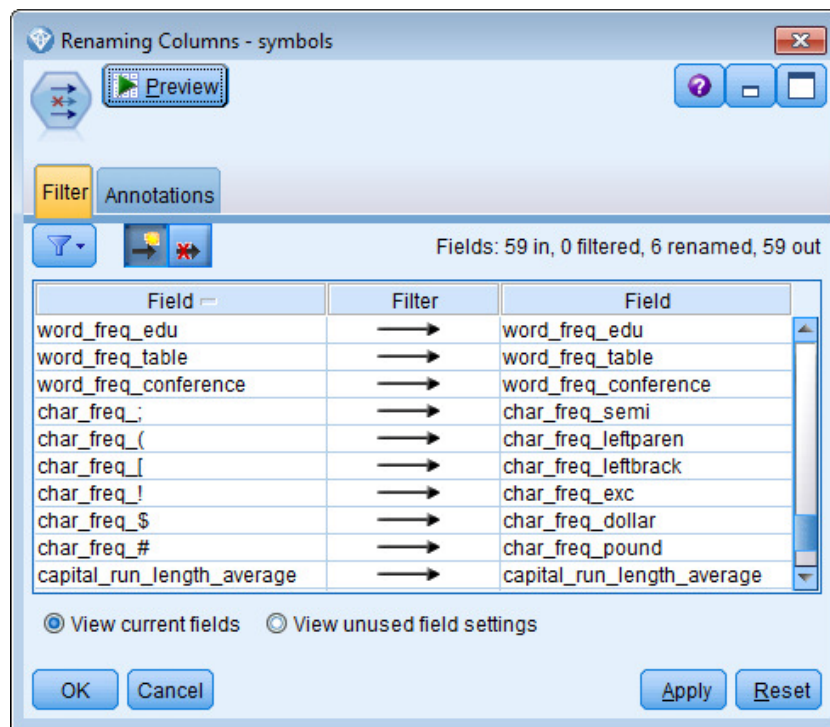 Renaming Columns - symbols
Preview
Filter Annotations
Fields: 59 in, 0 filtered, 6 renamed, 59 out
Field Filter Field
word_freq_edu word_freq_edu
word_freq_table word_freq_table
word_freq_conference word_freq_conference
char_freq_; char_freq_semi
char_freq_( char_freq_leftparen
char_freq_[ char_freq_leftbrack
char_freq_! char_freq_exc
char_freq_$ char_freq_dollar
char_freq_# char_freq_pound
capital_run_length_average capital_run_length_average
View current fields View unused field settings
OK Cancel Apply Reset